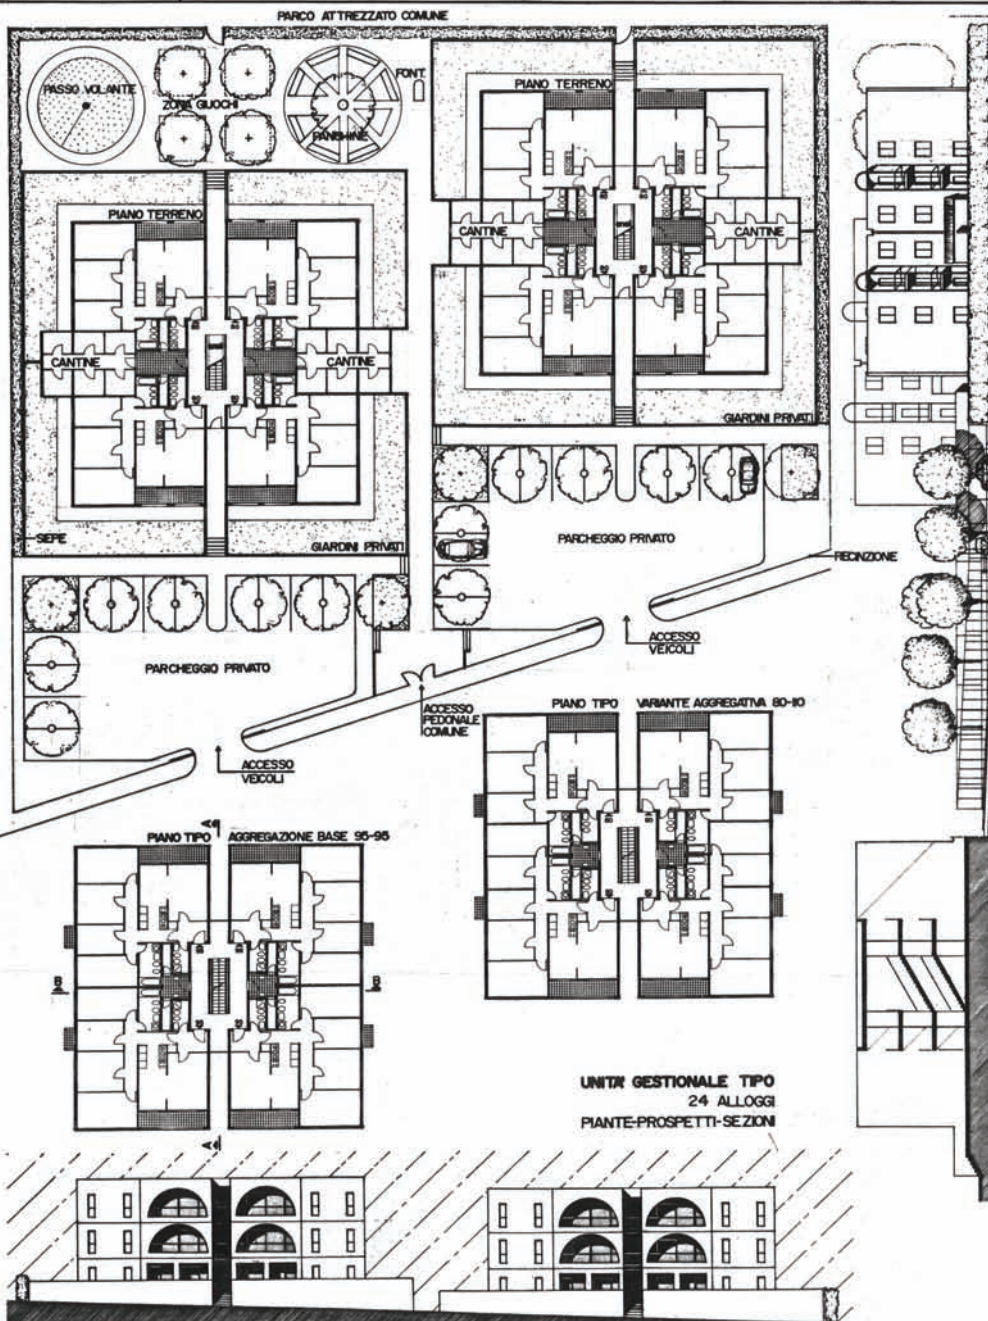 PARCO ATTREZZATO COMUNE
PASSO VOLANTE
ZONA GIUOCHI
PANCHINE
FONT.
PIANO TERRENO
CANTINE
CANTINE
GIARDINI PRIVATI
PIANO TERRENO
CANTINE
CANTINE
SIEPE
GIARDINI PRIVATI
PARCHEGGIO PRIVATO
RECINZIONE
ACCESSO
VEICOLI
PARCHEGGIO PRIVATO
ACCESSO
PEDONALE
COMUNE
ACCESSO
VEICOLI
PIANO TIPO VARIANTE AGGREGATIVA 80-110
A
PIANO TIPO AGGREGAZIONE BASE 95-95
B
B
A
UNITA' GESTIONALE TIPO
24 ALLOGGI
PIANTE-PROSPETTI-SEZIONI